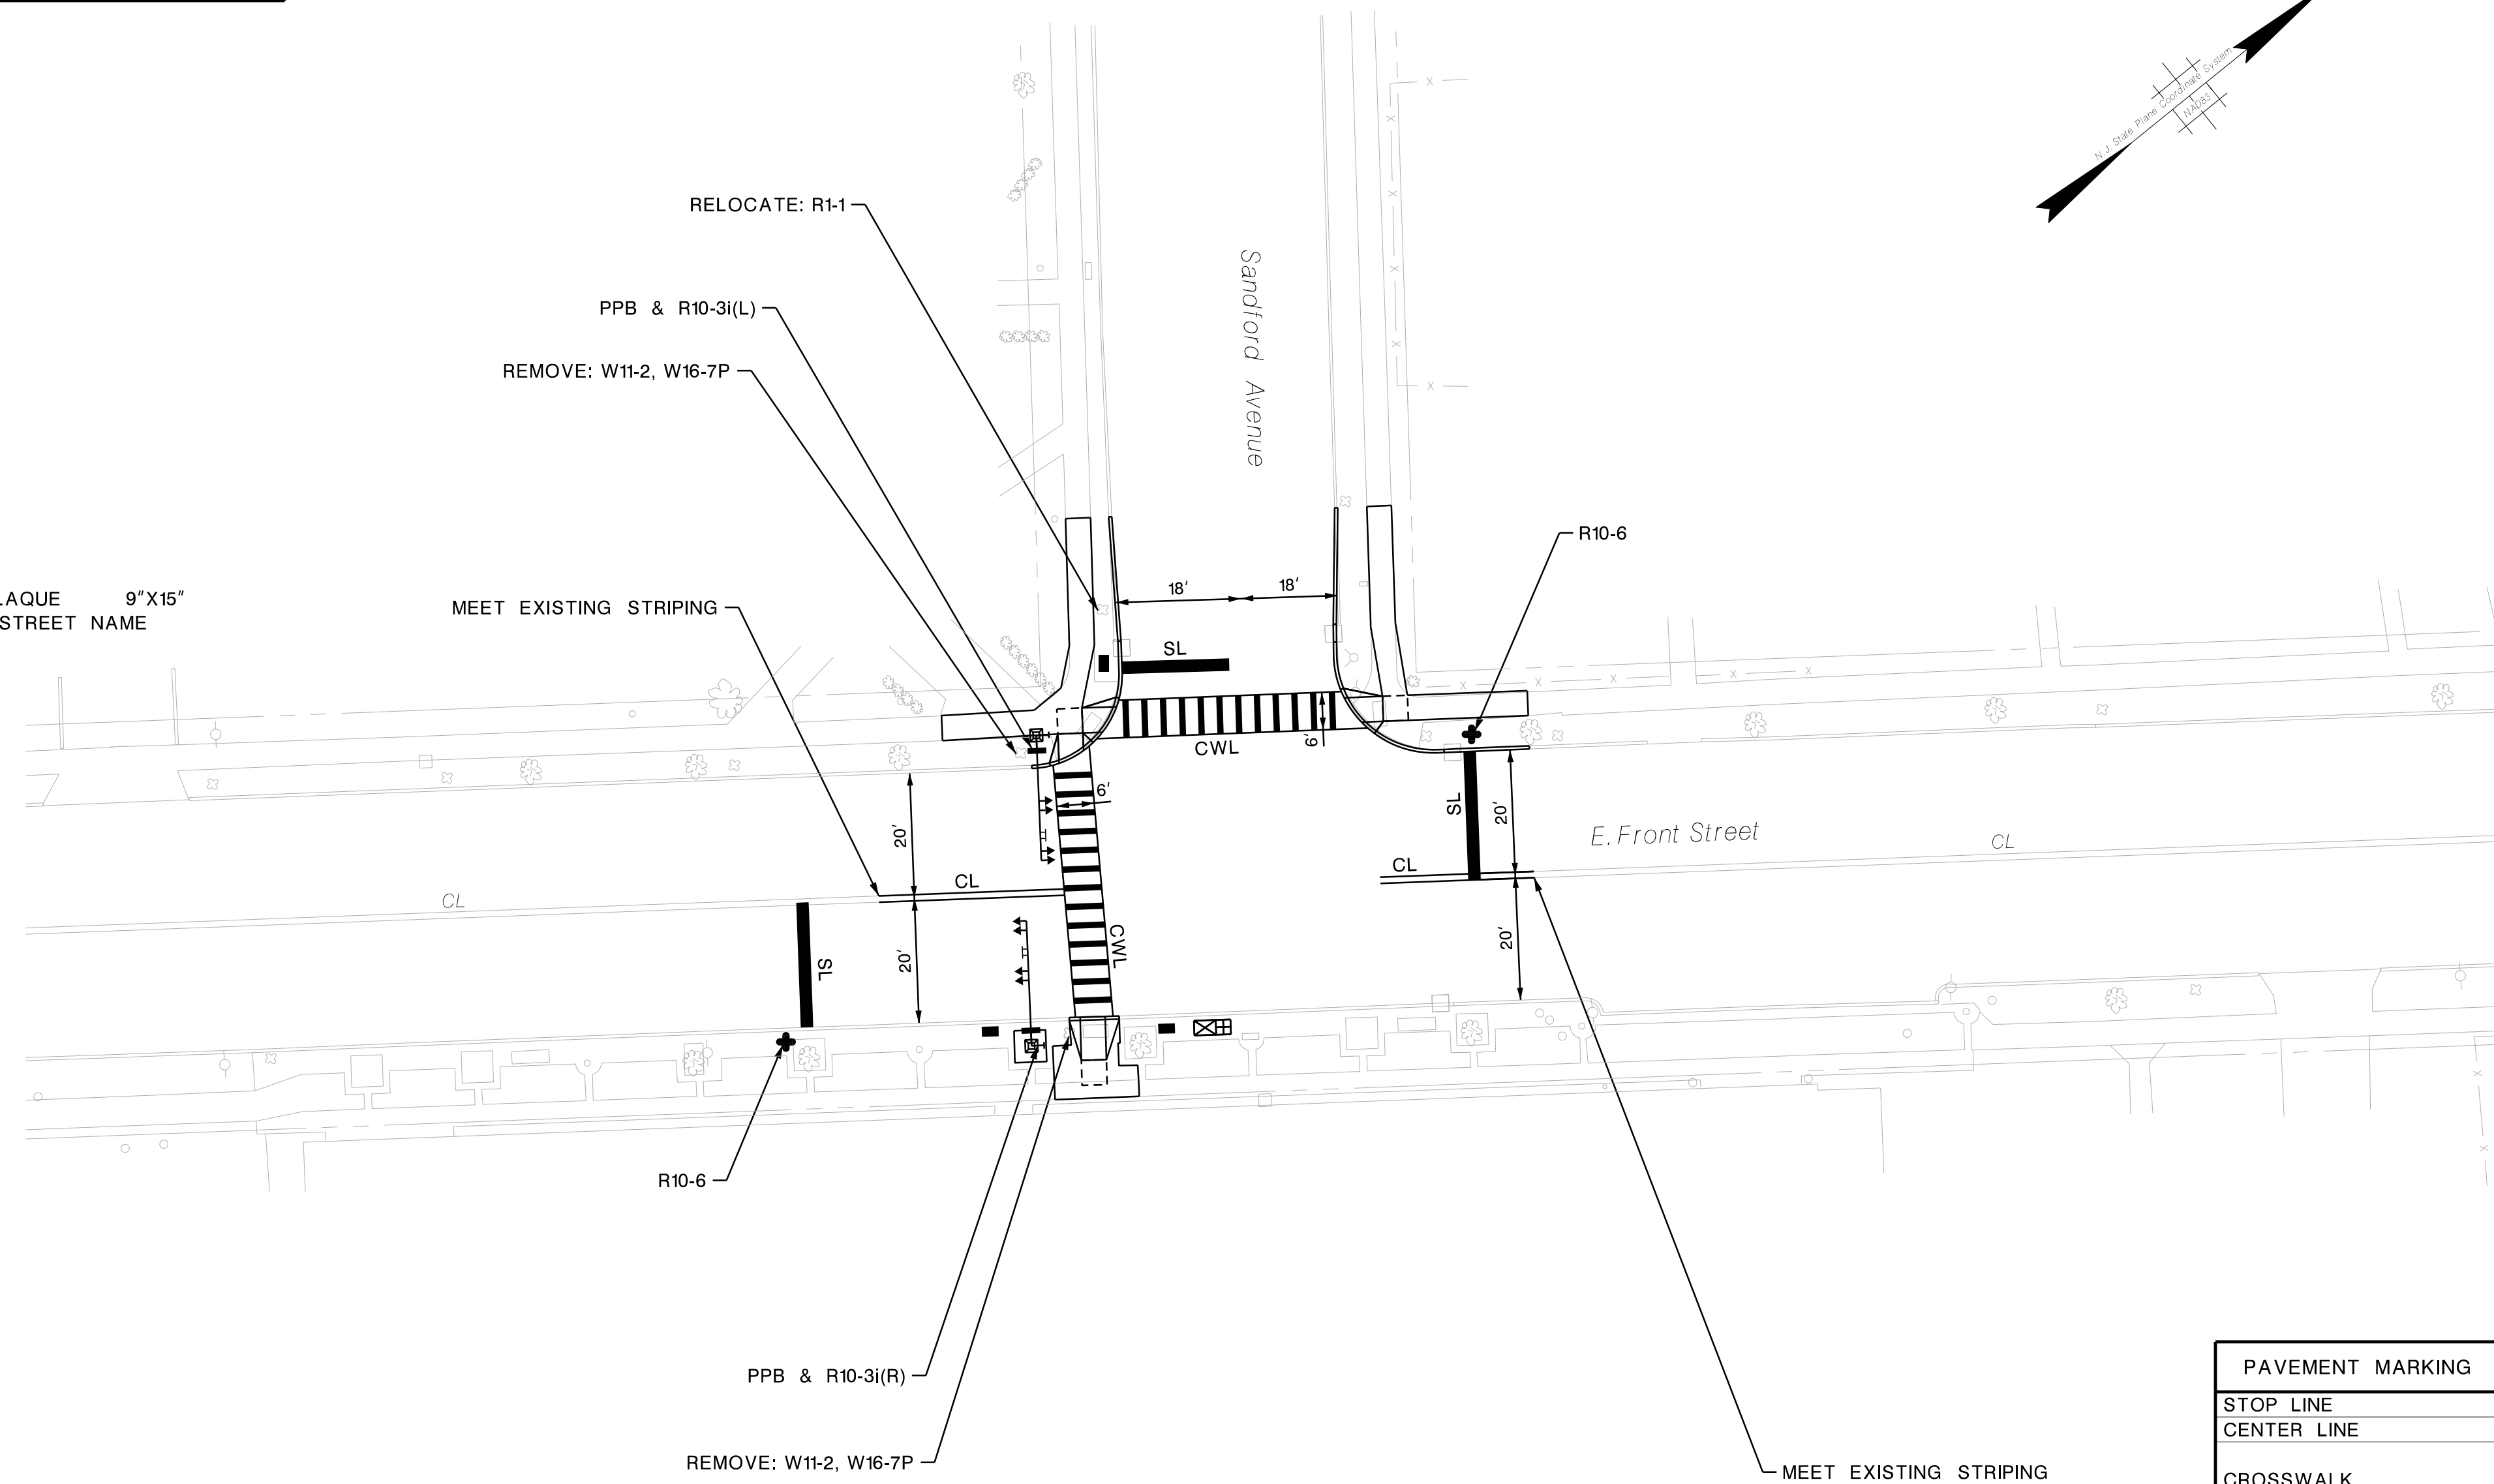 N.J. State Plane Coordinate System
NAD83
RELOCATE: R1-1
PPB & R10-3i(L)
REMOVE: W11-2, W16-7P
Sandford Avenue
R10-6
LAQUE 9"X15"
STREET NAME
MEET EXISTING STRIPING
18'
18'
SL
CWL
6'
6'
SL
20'
20'
E. Front Street
CL
CL
CL
CL
SL
20'
20'
CWL
R10-6
PPB & R10-3i(R)
REMOVE: W11-2, W16-7P
MEET EXISTING STRIPING
PAVEMENT MARKING
STOP LINE
CENTER LINE
CROSSWALK